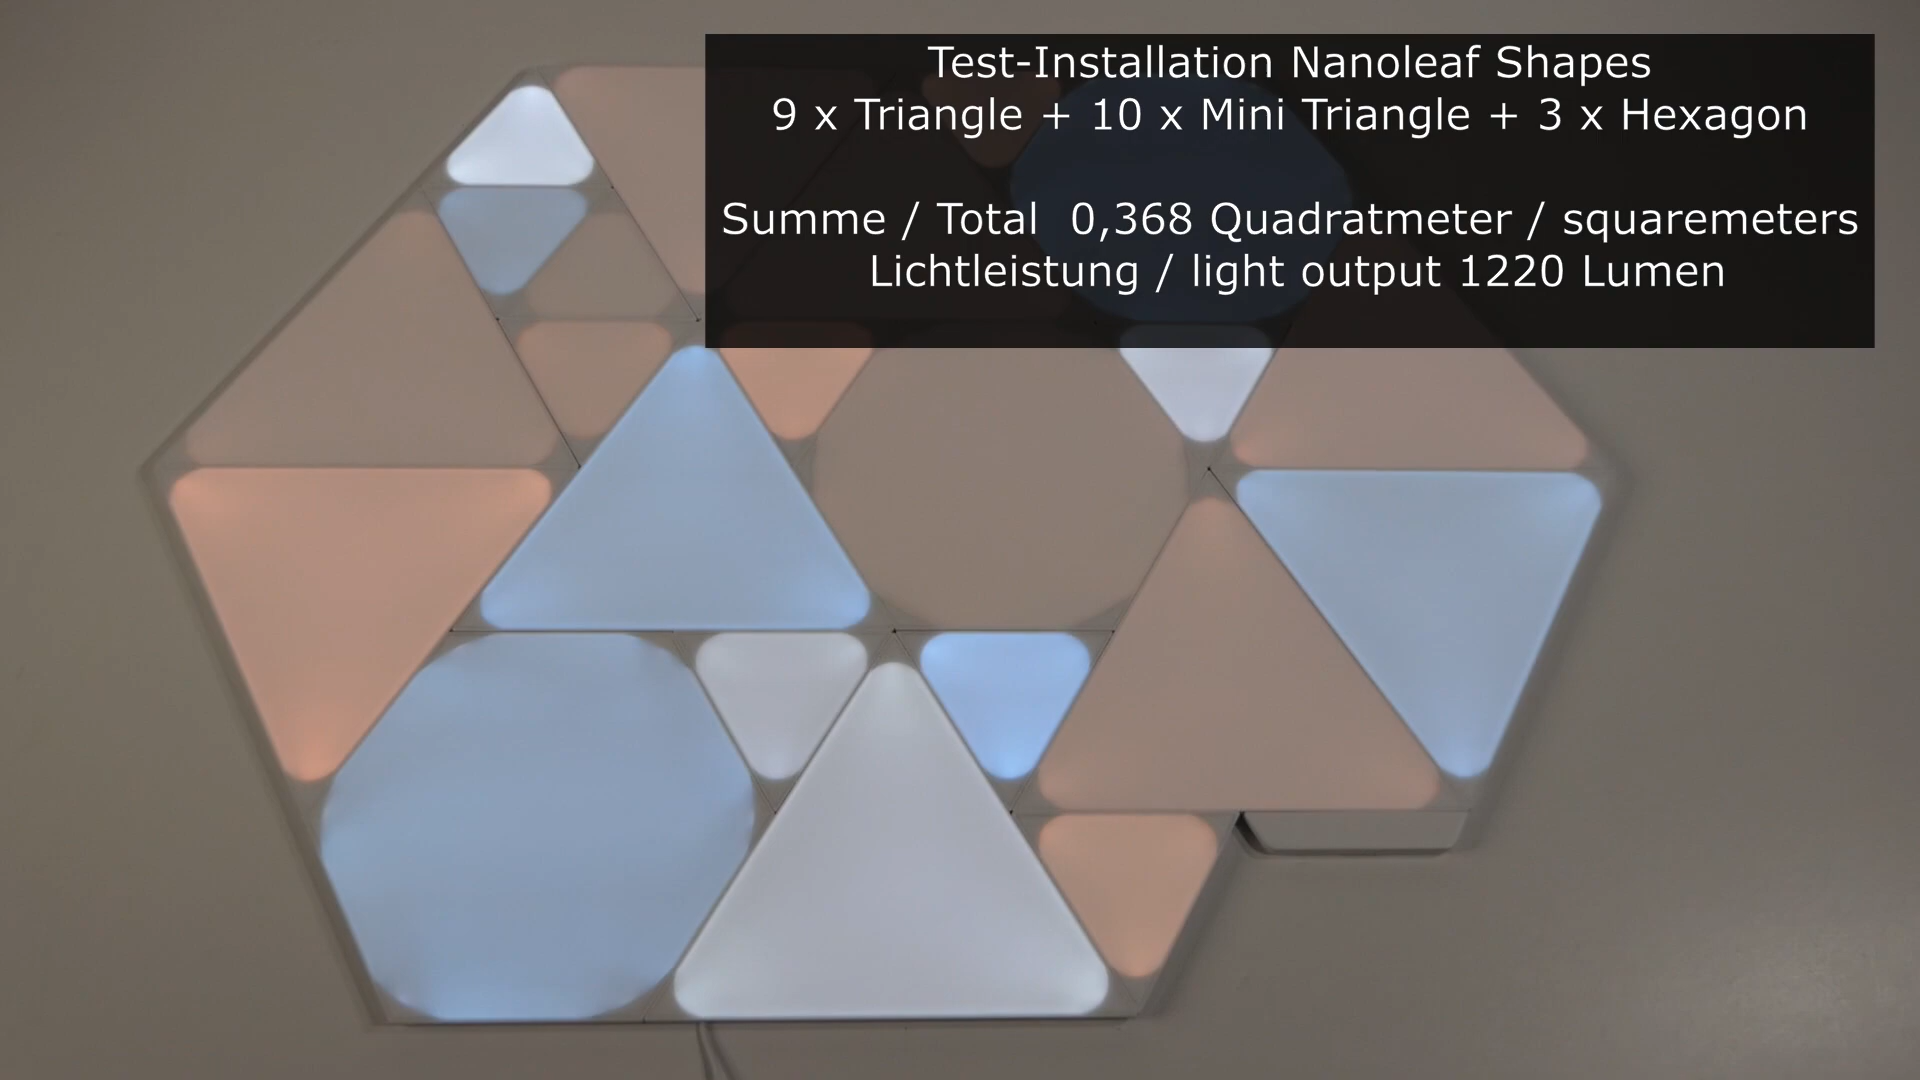 Test-Installation Nanoleaf Shapes
9 x Triangle + 10 x Mini Triangle + 3 x Hexagon
Summe / Total 0,368 Quadratmeter / squaremeters
Lichtleistung / light output 1220 Lumen